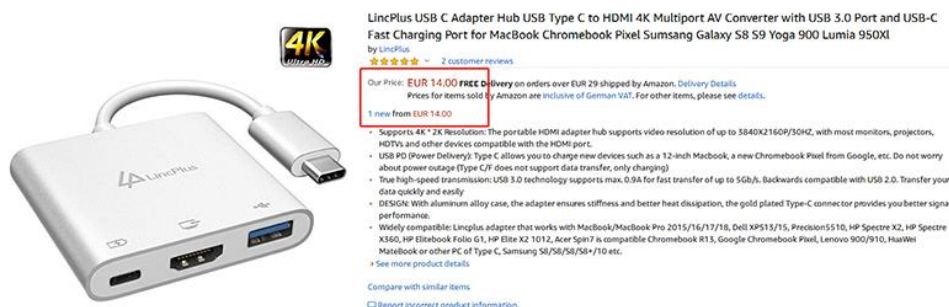 4K
Ultra HD
LincPlus
LincPlus USB C Adapter Hub USB Type C to HDMI 4K Multiport AV Converter with USB 3.0 Port and USB-C
Fast Charging Port for MacBook Chromebook Pixel Sumsang Galaxy S8 S9 Yoga 900 Lumia 950Xl
by LincPlus
2 customer reviews
Our Price: EUR 14.00 FREE Delivery on orders over EUR 29 shipped by Amazon. Delivery Details
Prices for items sold by Amazon are inclusive of German VAT. For other items, please see details.
1 new from EUR 14.00
• Supports 4K * 2K Resolution: The portable HDMI adapter hub supports video resolution of up to 3840X2160P/30HZ, with most monitors, projectors,
HDTVs and other devices compatible with the HDMI port.
• USB PD (Power Delivery): Type C allows you to charge new devices such as a 12-inch Macbook, a new Chromebook Pixel from Google, etc. Do not worry
about power outage (Type C/F does not support data transfer, only charging)
• True high-speed transmission: USB 3.0 technology supports max. 0.9A for fast transfer of up to 5Gb/s. Backwards compatible with USB 2.0. Transfer your
data quickly and easily
• DESIGN: With aluminum alloy case, the adapter ensures stiffness and better heat dissipation, the gold plated Type-C connector provides you better signa
performance.
• Widely compatible: Lincplus adapter that works with MacBook/MacBook Pro 2015/16/17/18, Dell XPS13/15, Precision5510, HP Spectre X2, HP Spectre
X360, HP Elitebook Folio G1, HP Elite X2 1012, Acer Spin7 is compatible Chromebook R13, Google Chromebook Pixel, Lenovo 900/910, HuaWei
MateBook or other PC of Type C, Samsung S8/S8/S8/S8+/10 etc.
See more product details
Compare with similar items
Report incorrect product information.